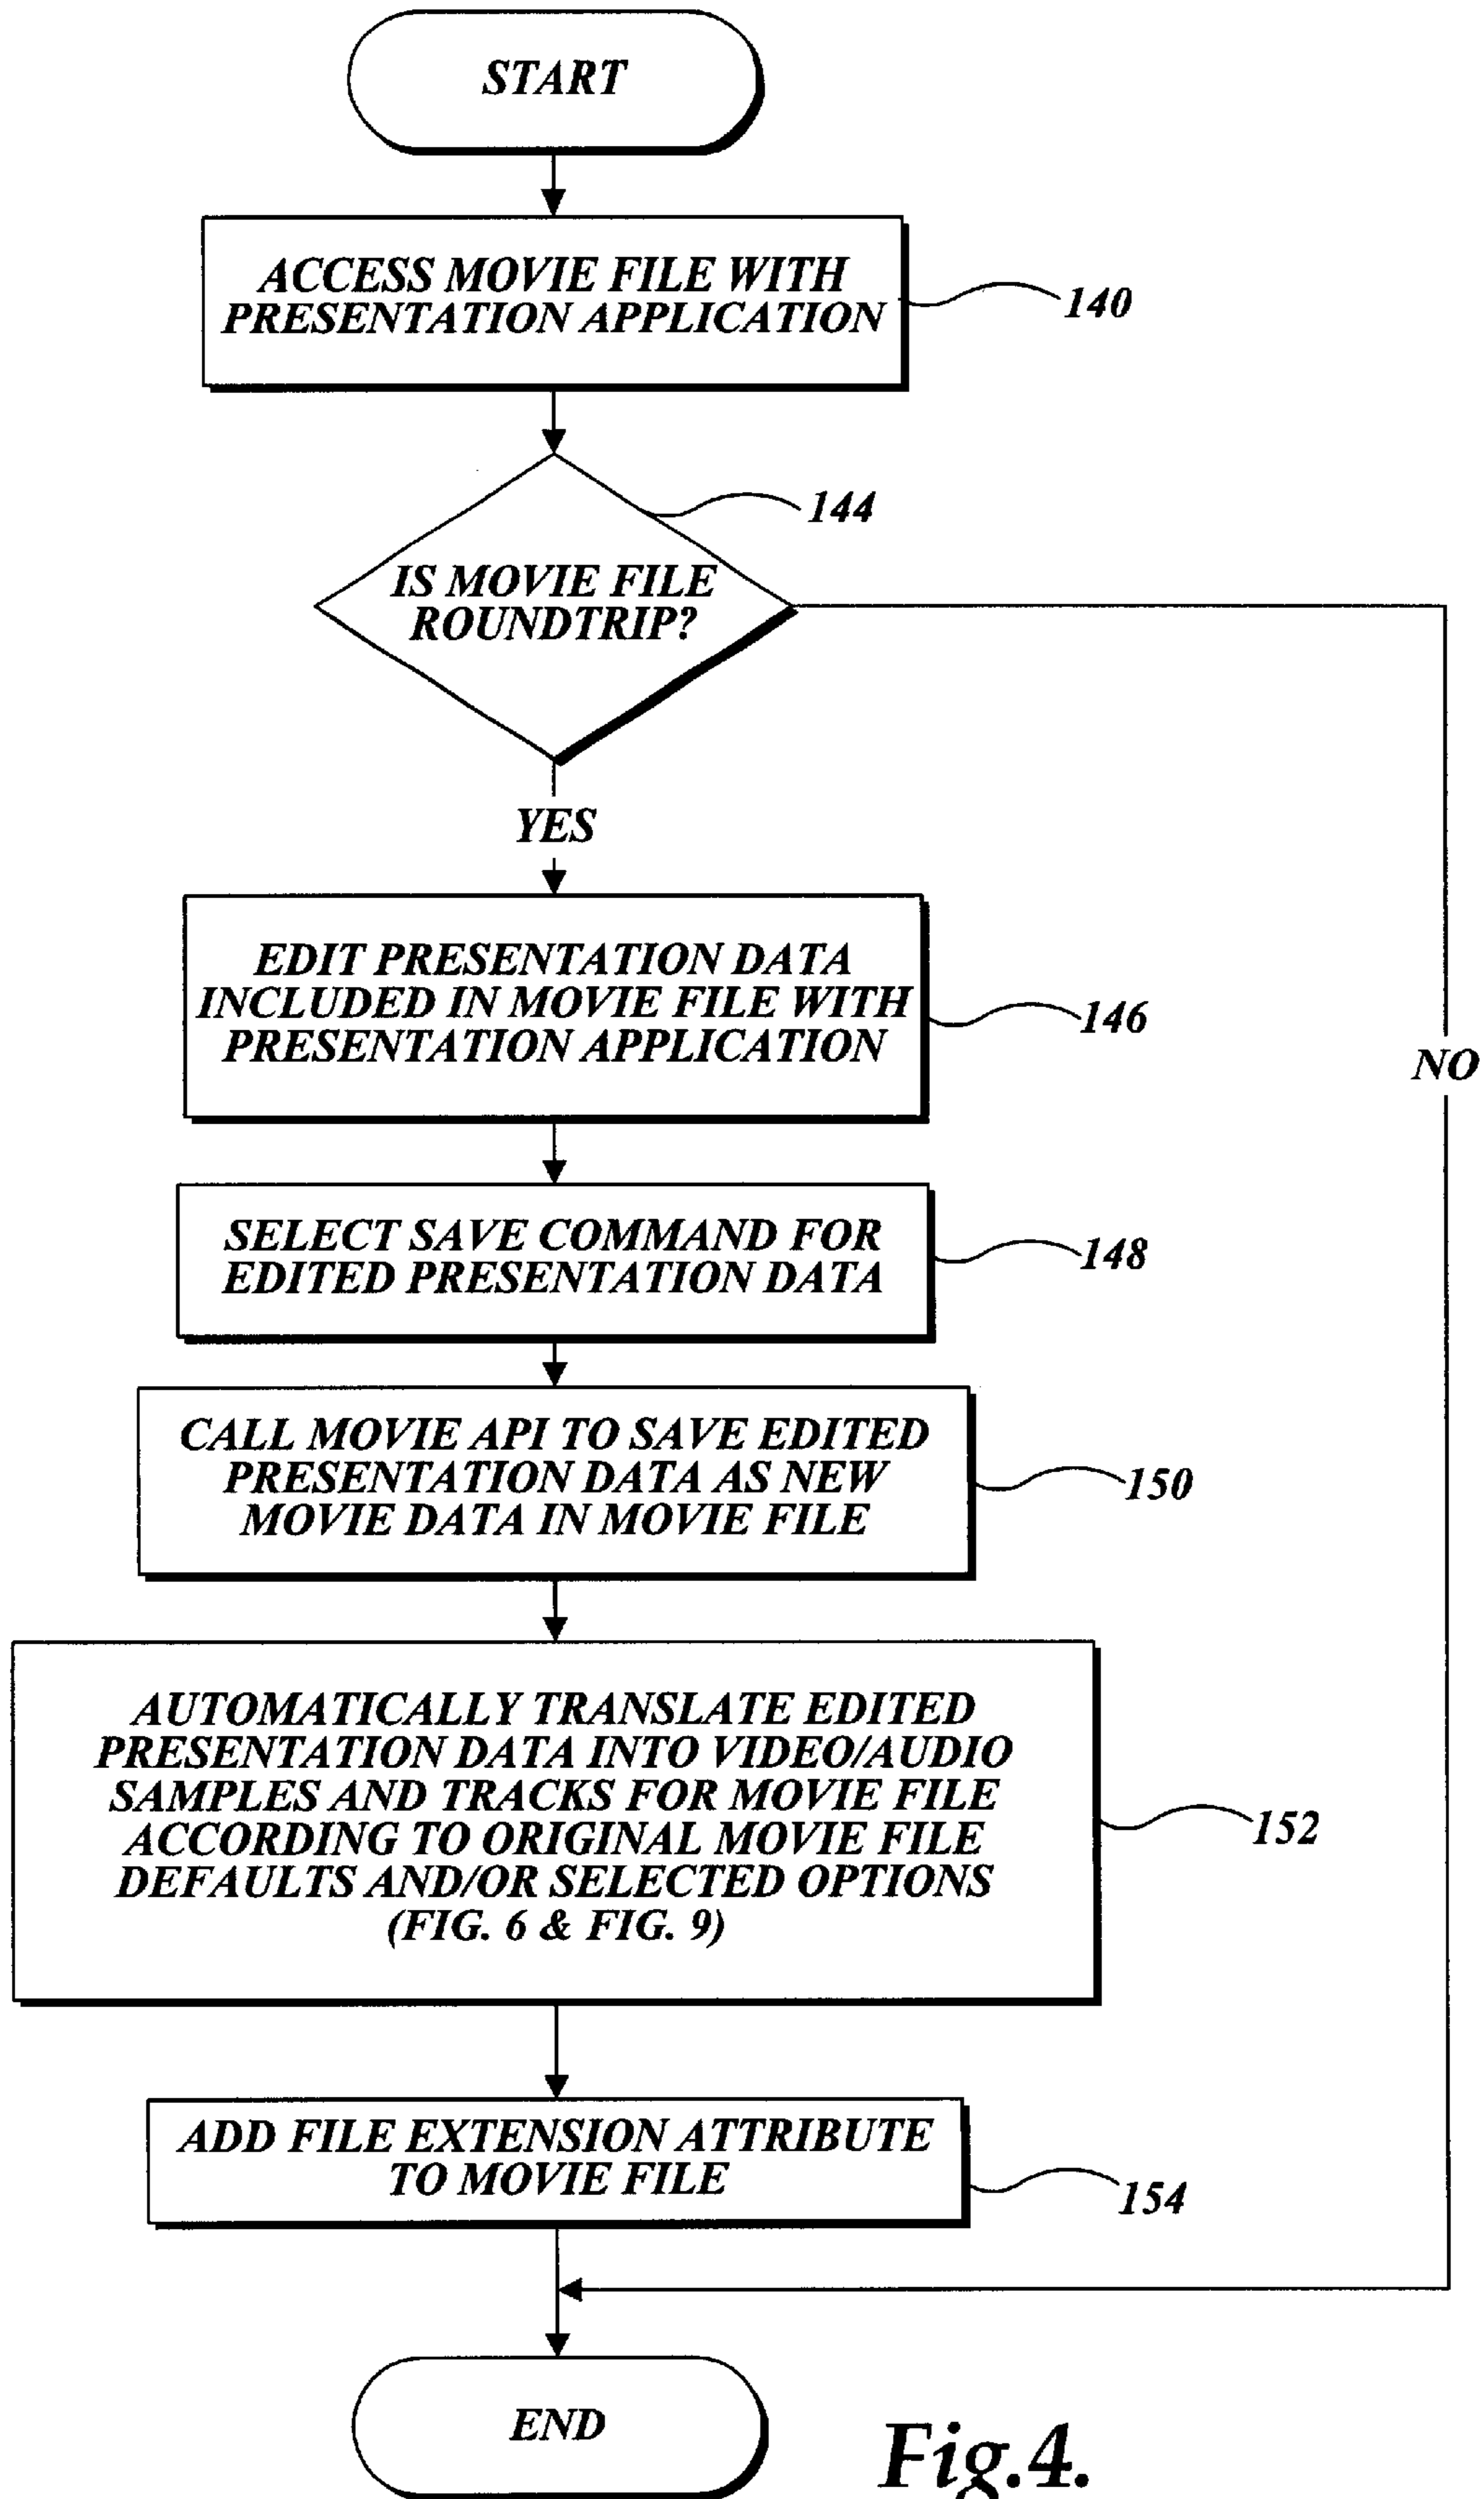 START
ACCESS MOVIE FILE WITH
PRESENTATION APPLICATION
140
144
IS MOVIE FILE
ROUNDTRIP?
YES
EDIT PRESENTATION DATA
INCLUDED IN MOVIE FILE WITH
PRESENTATION APPLICATION
146
NO
SELECT SAVE COMMAND FOR
EDITED PRESENTATION DATA
148
CALL MOVIE API TO SAVE EDITED
PRESENTATION DATA AS NEW
MOVIE DATA IN MOVIE FILE
150
AUTOMATICALLY TRANSLATE EDITED
PRESENTATION DATA INTO VIDEO/AUDIO
SAMPLES AND TRACKS FOR MOVIE FILE
ACCORDING TO ORIGINAL MOVIE FILE
DEFAULTS AND/OR SELECTED OPTIONS
(FIG. 6 & FIG. 9)
152
ADD FILE EXTENSION ATTRIBUTE
TO MOVIE FILE
154
END
Fig.4.